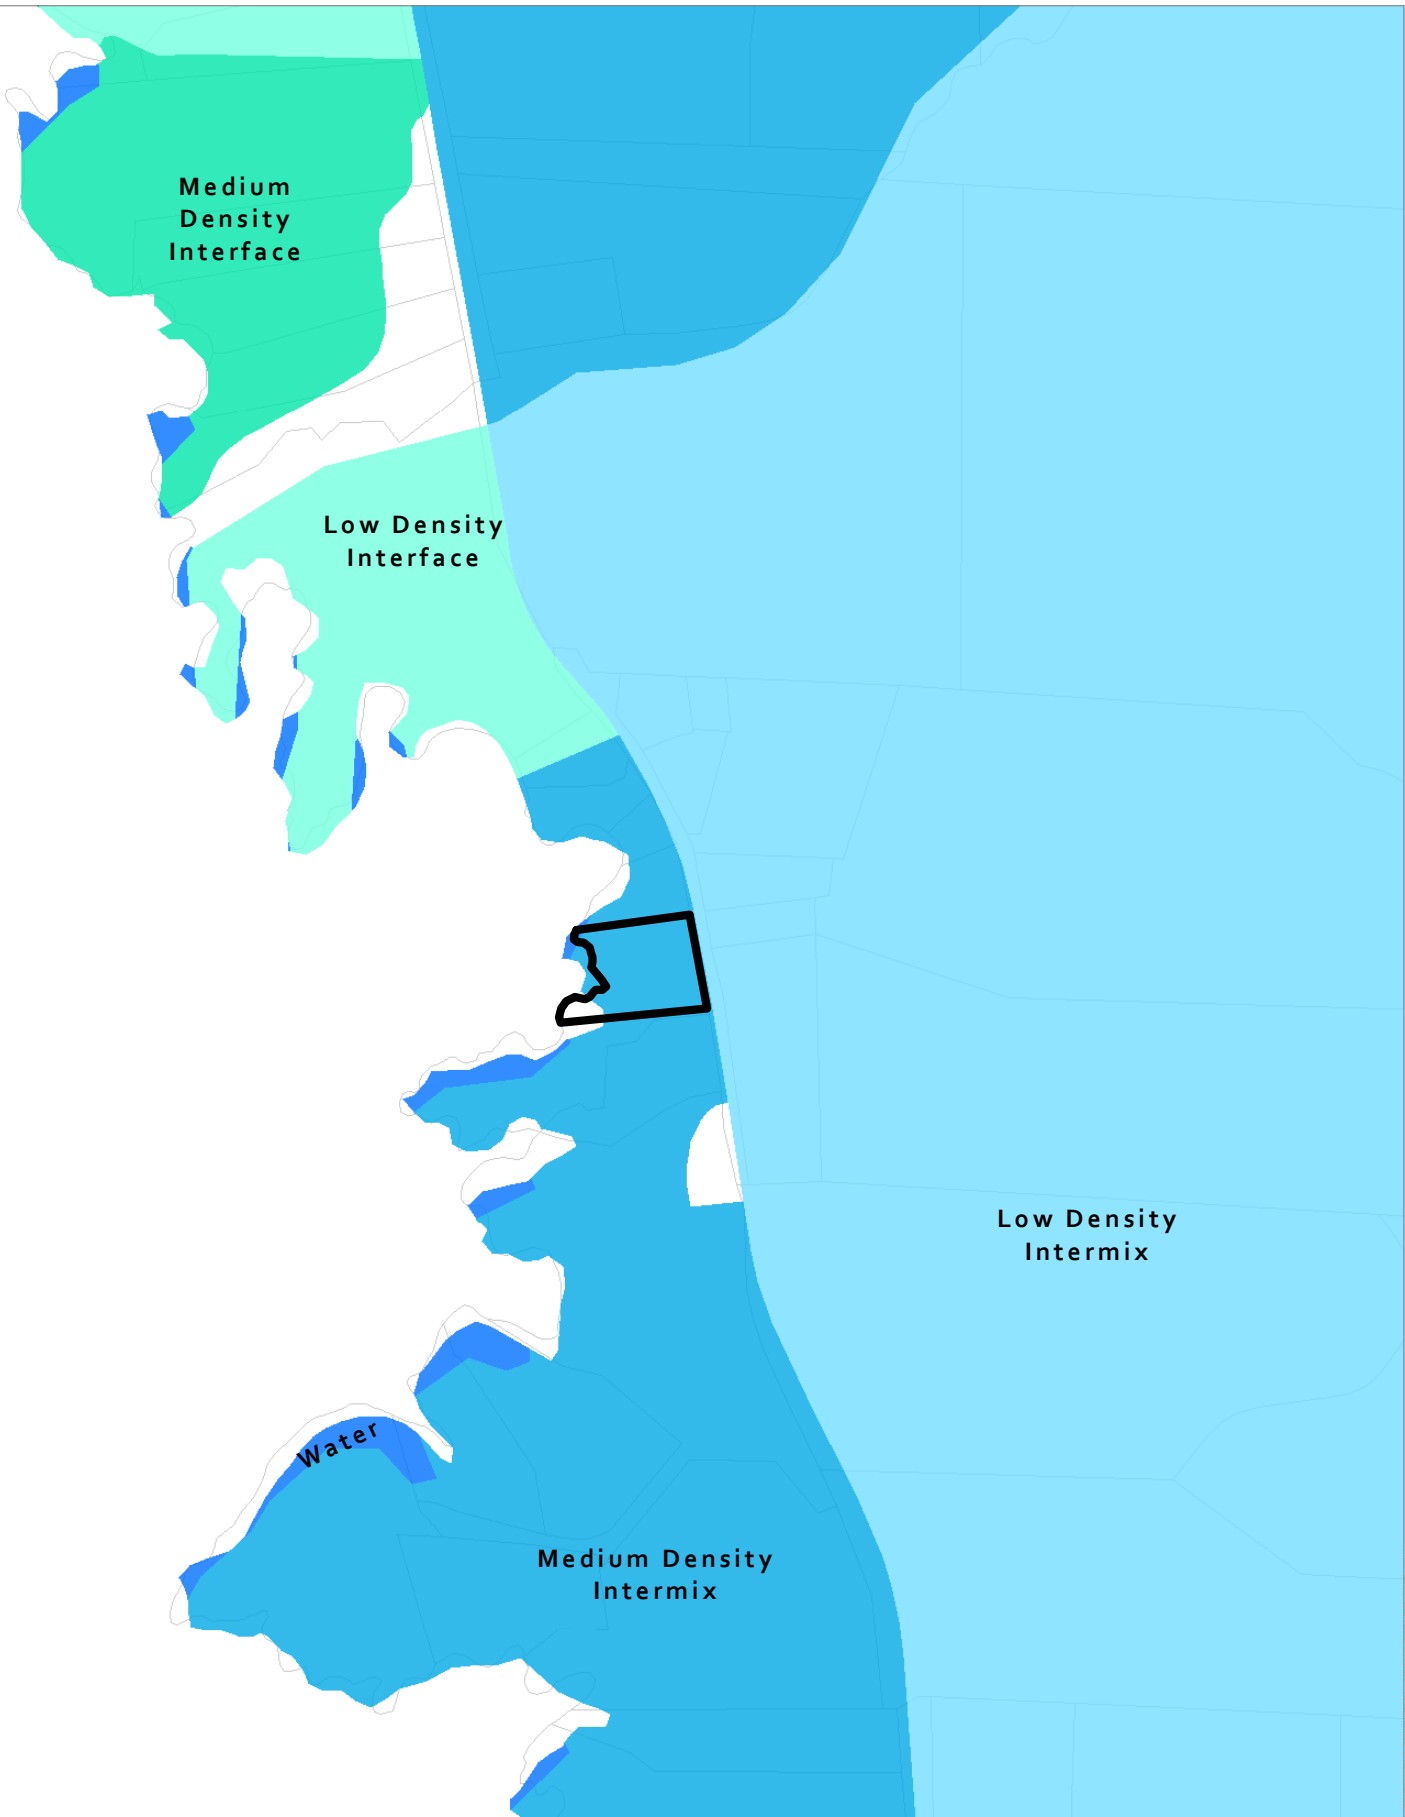 Medium
Density
Interface
Low Density
Interface
Low Density
Intermix
Water
Medium Density
Intermix